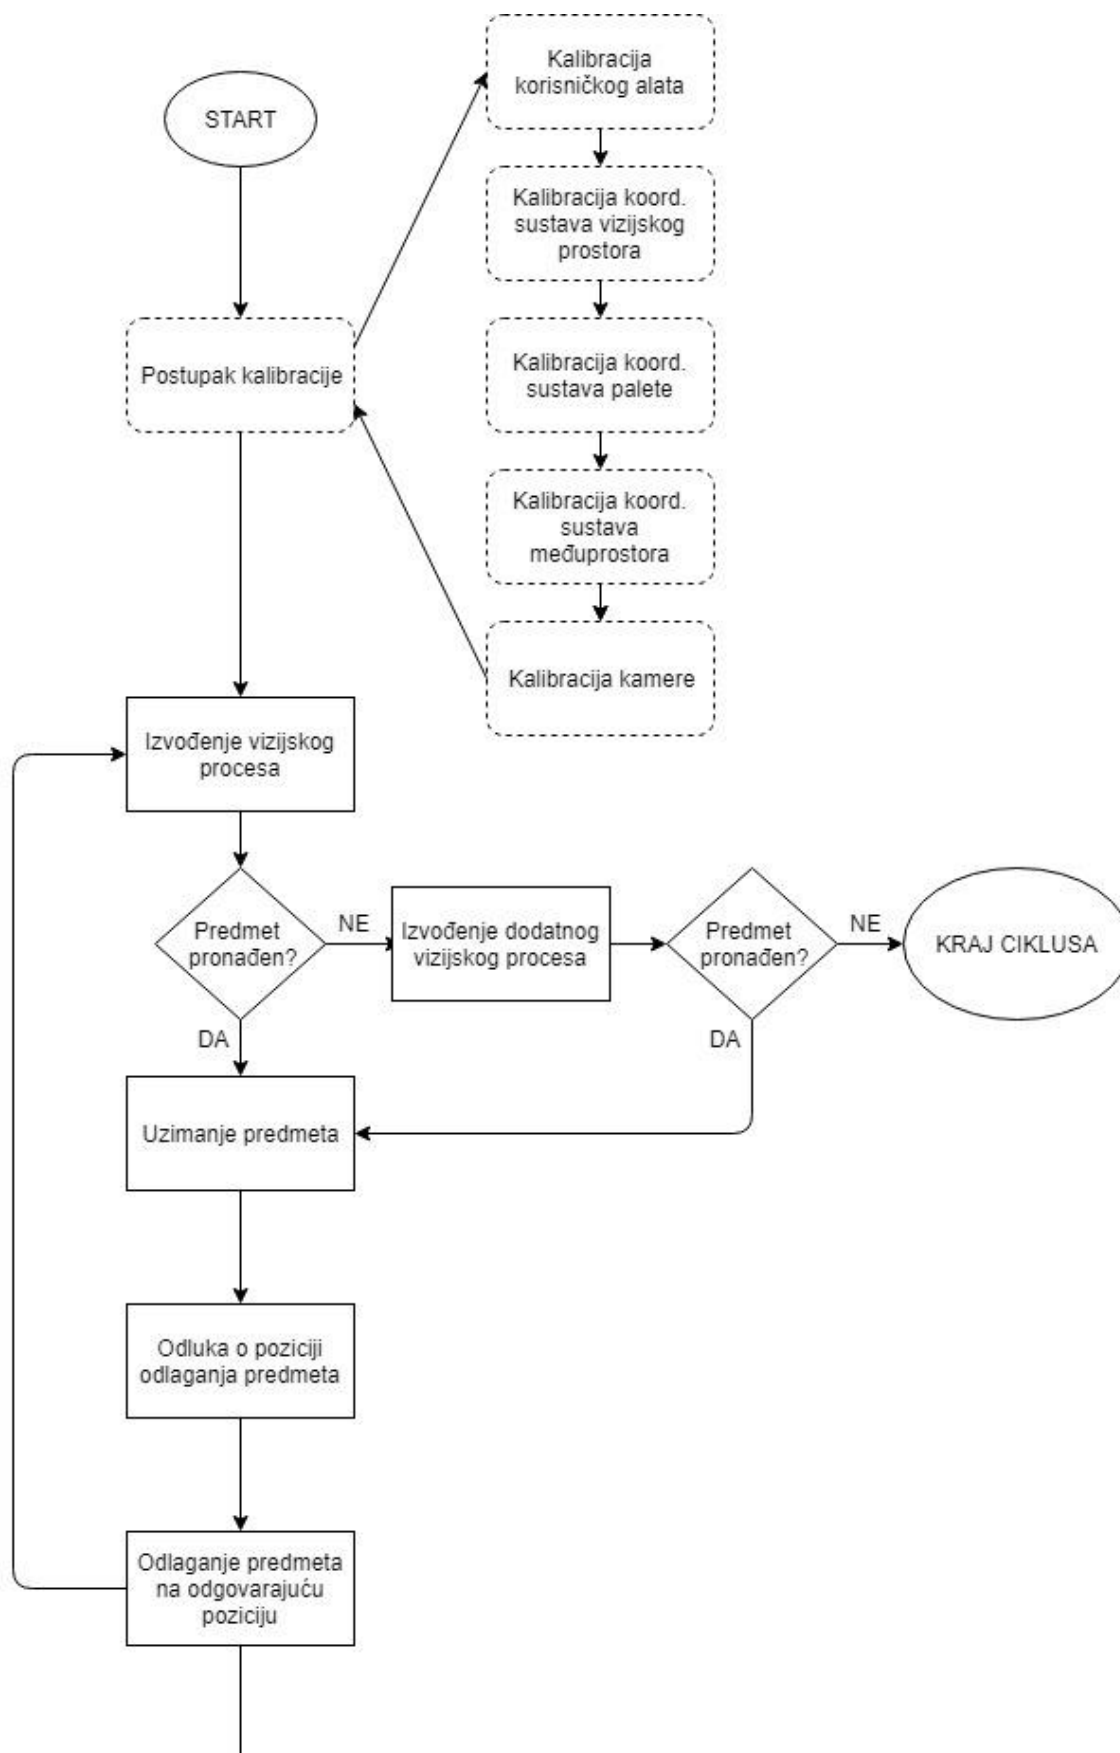 START
Kalibracija
korisničkog alata
Kalibracija koord.
sustava vizijskog
prostora
Postupak kalibracije
Kalibracija koord.
sustava palete
Kalibracija koord.
sustava
međuprostora
Kalibracija kamere
Izvođenje vizijskog
procesa
Predmet
pronađen?
NE
Izvođenje dodatnog
vizijskog procesa
Predmet
pronađen?
NE
KRAJ CIKLUSA
DA
DA
Uzimanje predmeta
Odluka o poziciji
odlaganja predmeta
Odlaganje predmeta
na odgovarajuću
poziciju